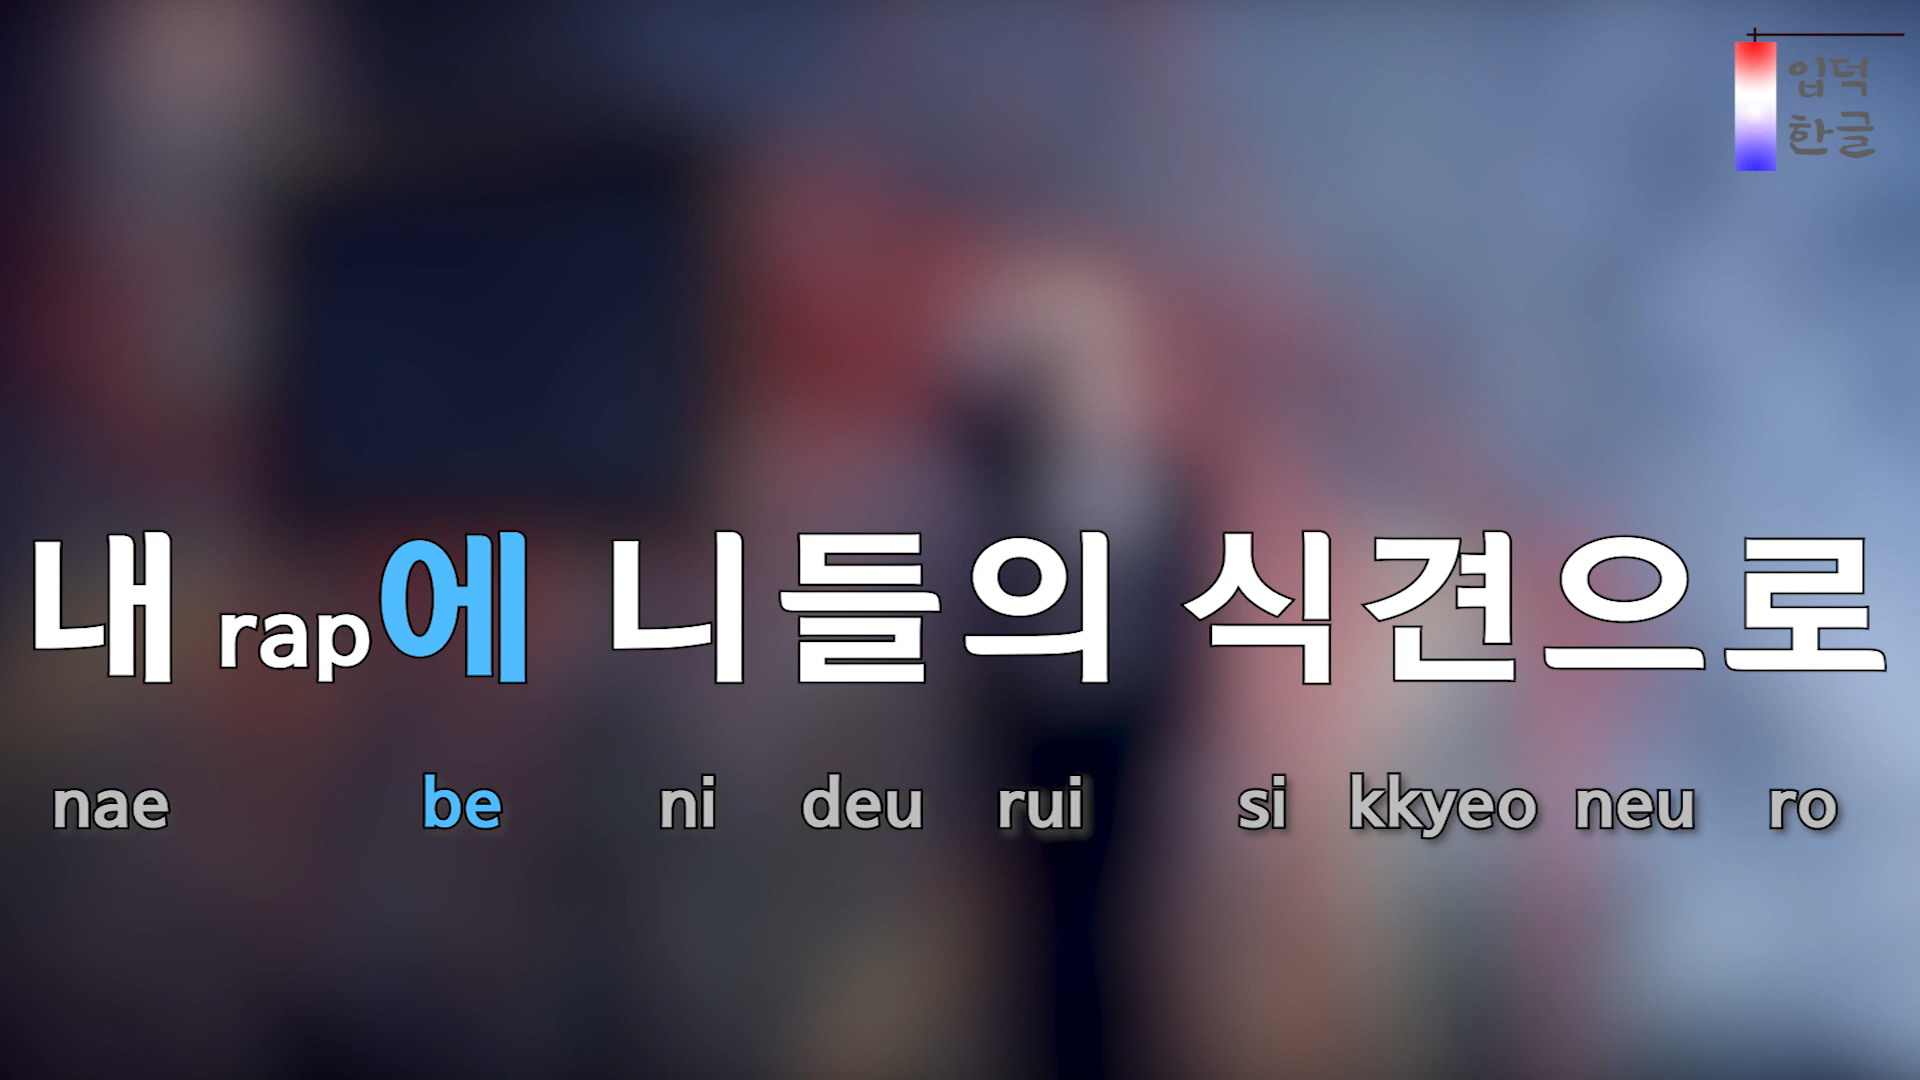 입덕
한글
내 rap에 니들의 식견으로
nae be ni deu rui si kkyeo neu ro